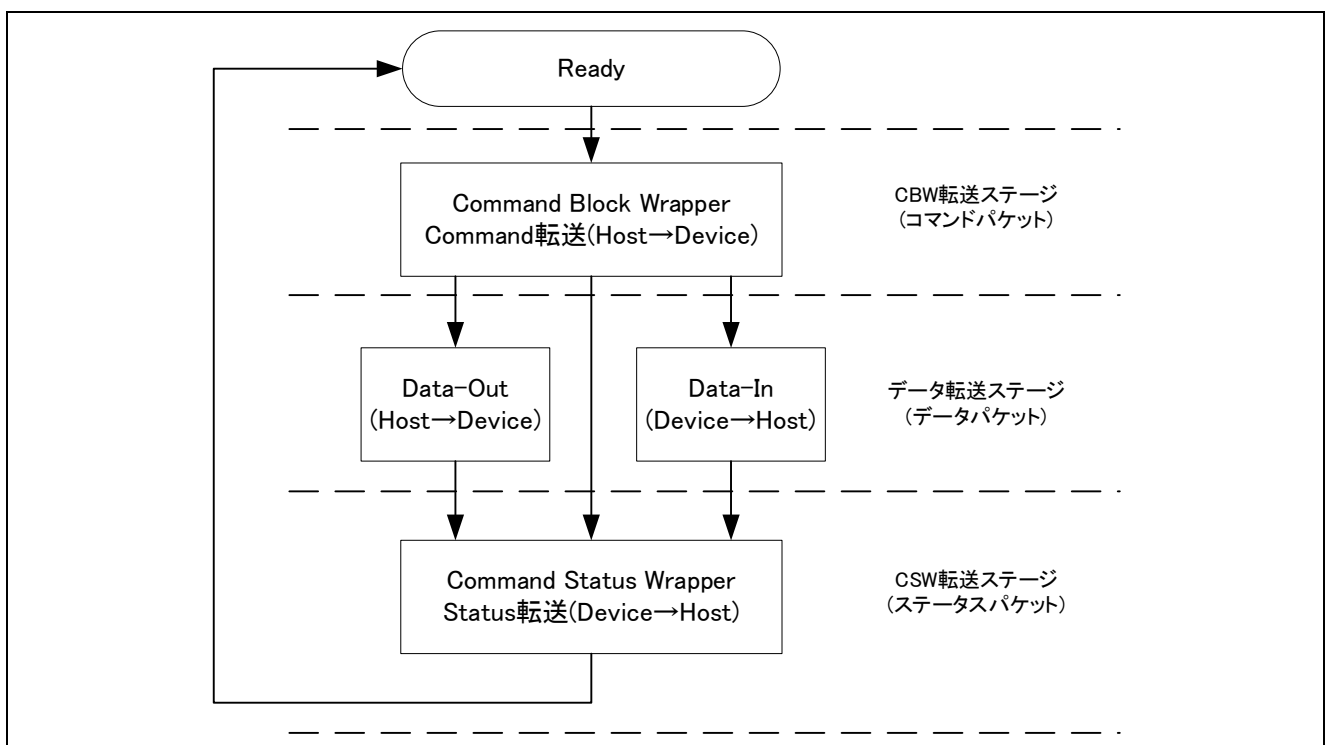 Ready
Command Block Wrapper
Command転送(Host→Device)
CBW転送ステージ
(コマンドパケット)
Data-Out
(Host→Device)
Data-In
(Device→Host)
データ転送ステージ
(データパケット)
Command Status Wrapper
Status転送(Device→Host)
CSW転送ステージ
(ステータスパケット)